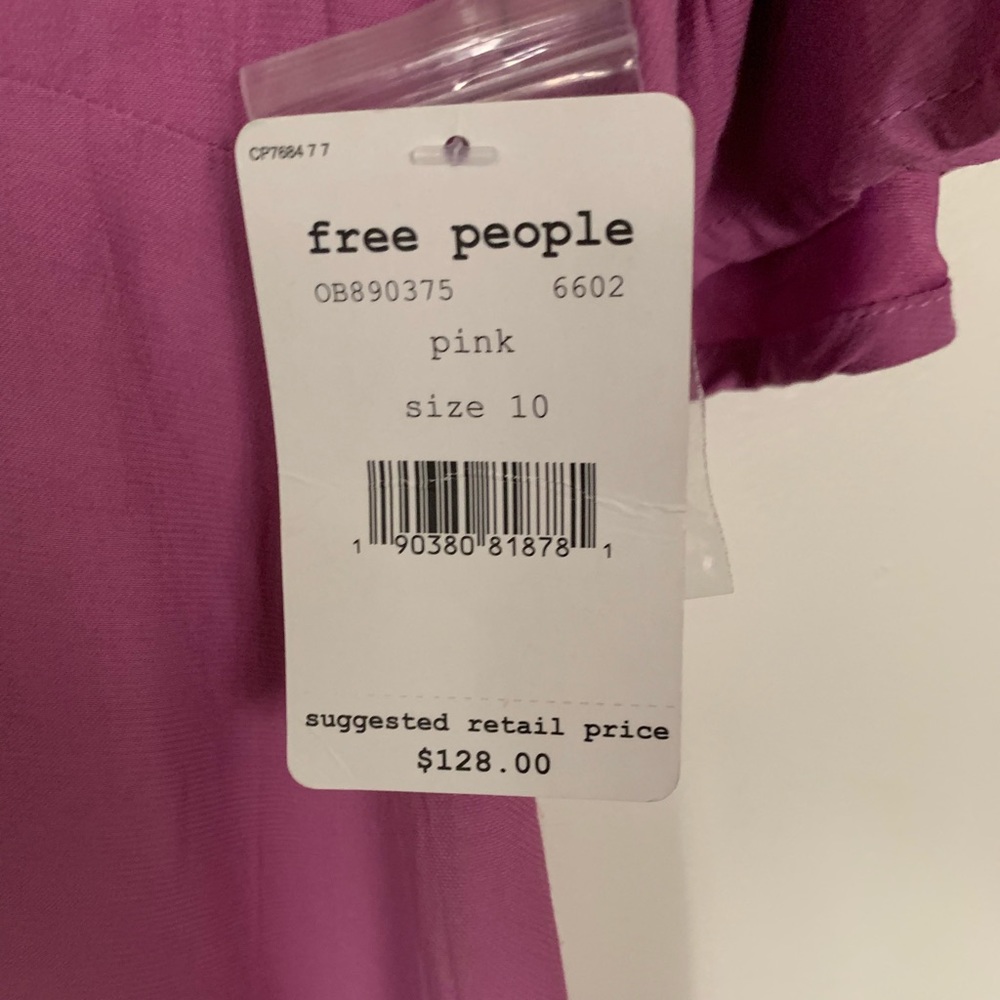 CP7684 7 7
free people
OB890375 6602
pink
size 10
1 90380 81878 1
suggested retail price
$128.00